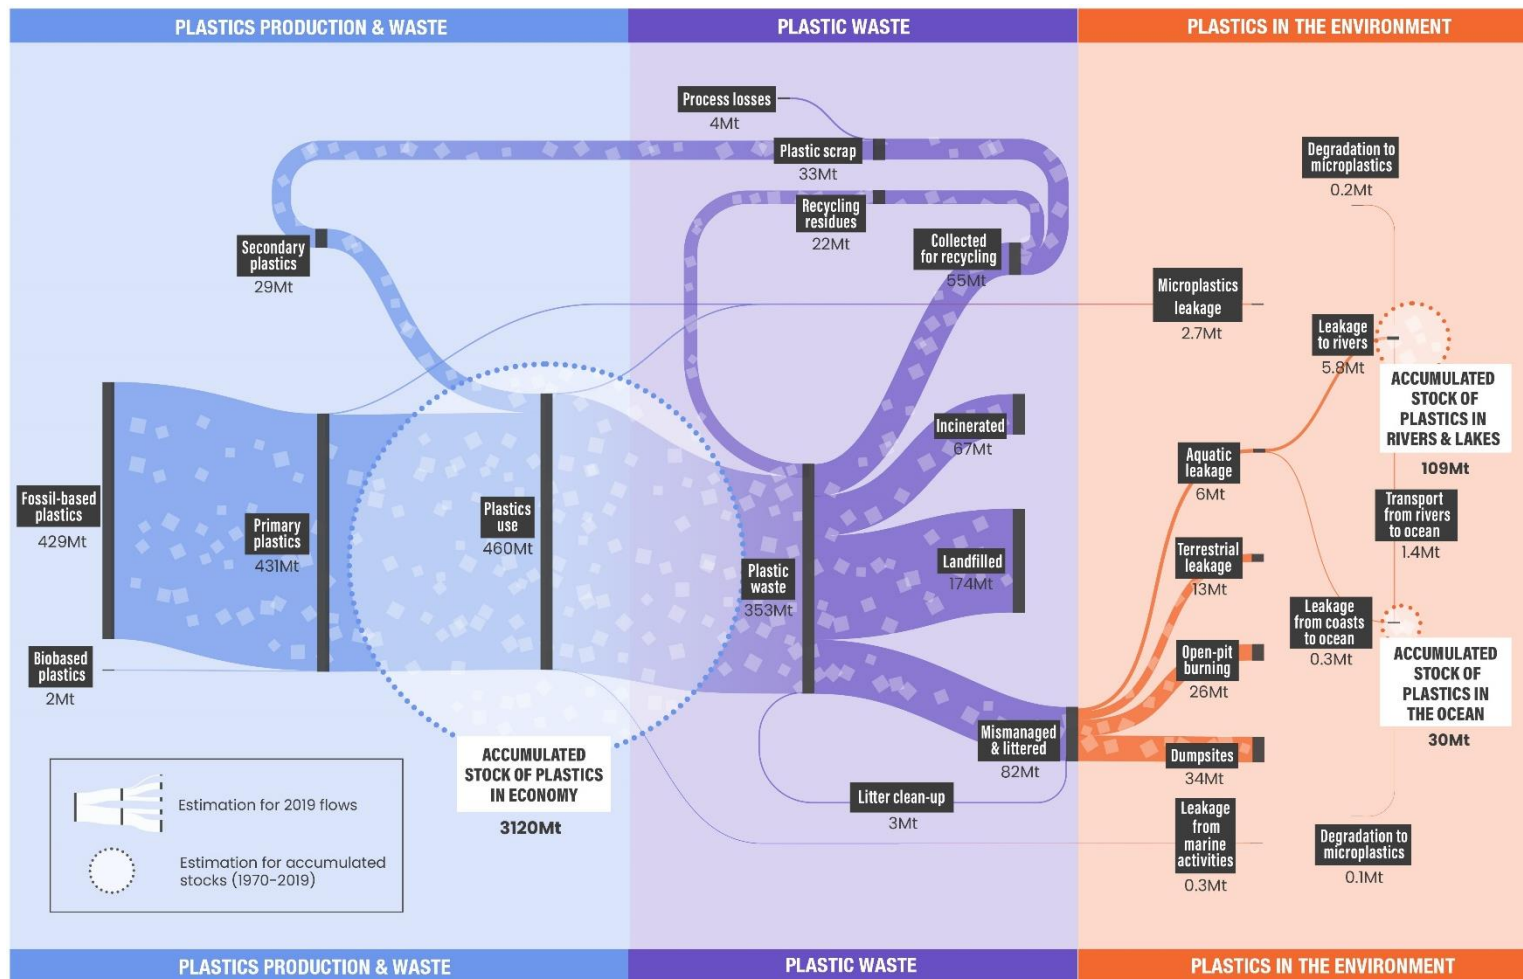 PLASTICS PRODUCTION & WASTE
PLASTIC WASTE
PLASTICS IN THE ENVIRONMENT
Process losses
4Mt
Plastic scrap
33Mt
Recycling
residues
22Mt
Collected
for recycling
55Mt
Secondary
plastics
29Mt
Degradation to
microplastics
0.2Mt
Microplastics
leakage
2.7Mt
Leakage
to rivers
5.8Mt
ACCUMULATED
STOCK OF
PLASTICS IN
RIVERS & LAKES
109Mt
Fossil-based
plastics
429Mt
Primary
plastics
431Mt
Plastics
use
460Mt
Plastic
waste
353Mt
Incinerated
67Mt
Landfilled
174Mt
Aquatic
leakage
6Mt
Transport
from rivers
to ocean
1.4Mt
Terrestrial
leakage
13Mt
Leakage
from coasts
to ocean
0.3Mt
Open-pit
burning
26Mt
ACCUMULATED
STOCK OF
PLASTICS IN
THE OCEAN
30Mt
Biobased
plastics
2Mt
Mismanaged
& littered
82Mt
Dumpsites
34Mt
ACCUMULATED
STOCK OF PLASTICS
IN ECONOMY
3120Mt
Litter clean-up
3Mt
Leakage
from
marine
activities
0.3Mt
Degradation to
microplastics
0.1Mt
Estimation for 2019 flows
Estimation for accumulated
stocks (1970-2019)
PLASTICS PRODUCTION & WASTE
PLASTIC WASTE
PLASTICS IN THE ENVIRONMENT